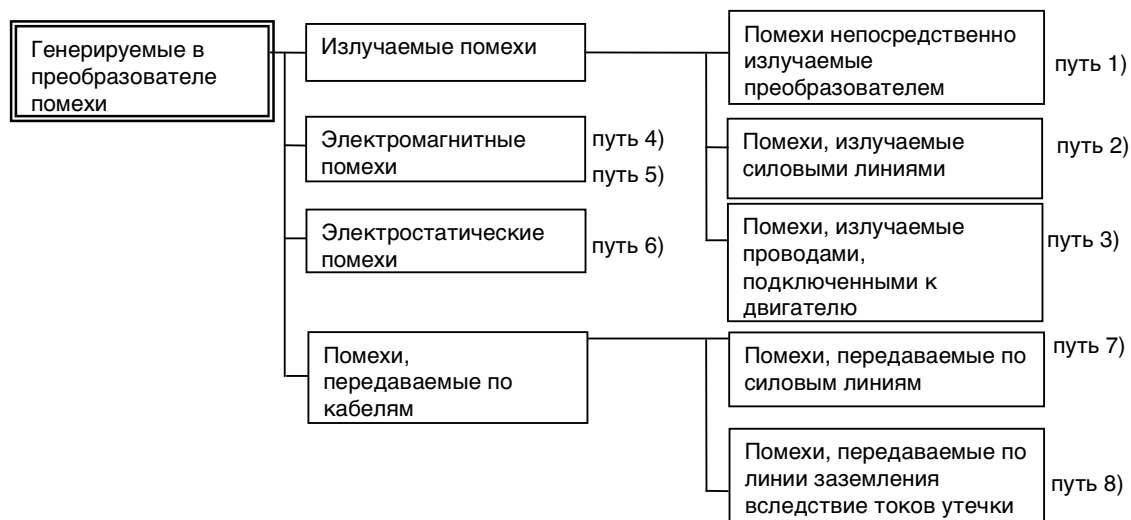 Генерируемые в
преобразователе
помехи
Излучаемые помехи
Помехи непосредственно
излучаемые
преобразователем
путь 1)
Электромагнитные
помехи
путь 4)
путь 5)
Помехи, излучаемые
силовыми линиями
путь 2)
Электростатические
помехи
путь 6)
Помехи, излучаемые
проводами,
подключенными к
двигателю
путь 3)
Помехи,
передаваемые по
кабелям
Помехи, передаваемые по
силовым линиям
путь 7)
Помехи, передаваемые по
линии заземления
вследствие токов утечки
путь 8)